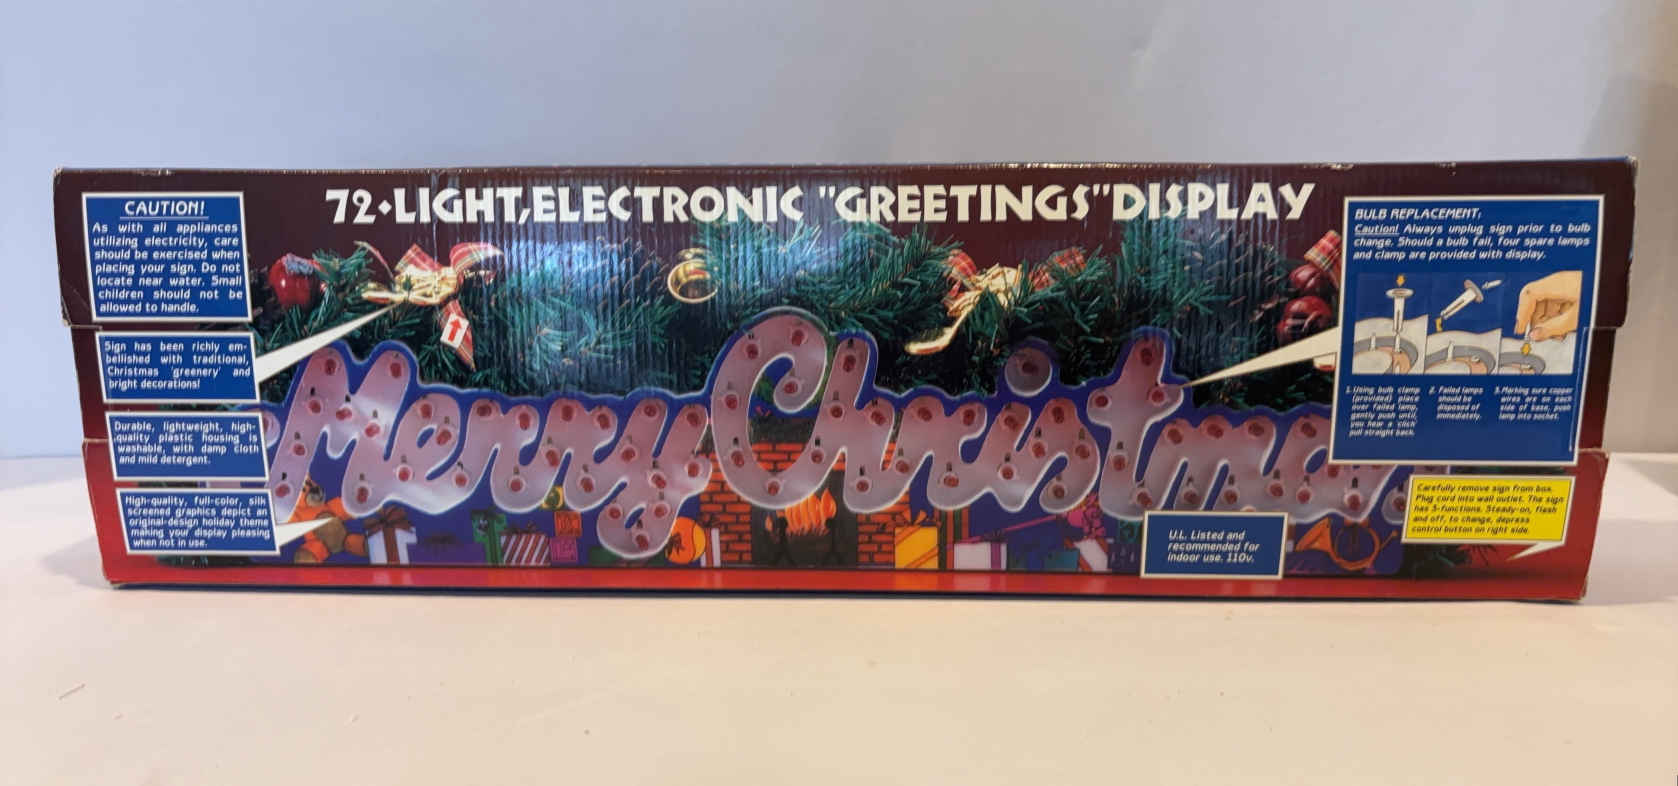 72•LIGHT, ELECTRONIC "GREETINGS" DISPLAY
CAUTION!
As with all appliances
utilizing electricity, care
should be exercised when
placing your sign. Do not
locate near water. Small
children should not be
allowed to handle.
Sign has been richly em-
bellished with traditional,
Christmas 'greenery' and
bright decorations!
Durable, lightweight, high-
quality plastic housing is
washable, with damp cloth
and mild detergent.
High-quality, full-color, silk
screened graphics depict an
original-design holiday theme
making your display pleasing
when not in use.
Merry Christma
U.L. Listed and
recommended for
indoor use. 110v.
BULB REPLACEMENT:
Caution! Always unplug sign prior to bulb
change. Should a bulb fail, four spare lamps
and clamp are provided with display.
1. Using bulb clamp
(provided) place
over failed lamp,
gently push until
you hear a 'click'
pull straight back.
2. Failed lamps
should be
disposed of
immediately.
3. Making sure copper
wires are on each
side of base, push
lamp into socket.
Carefully remove sign from box.
Plug cord into wall outlet. The sign
has 3-functions. Steady-on, flash
and off, to change, depress
control button on right side.